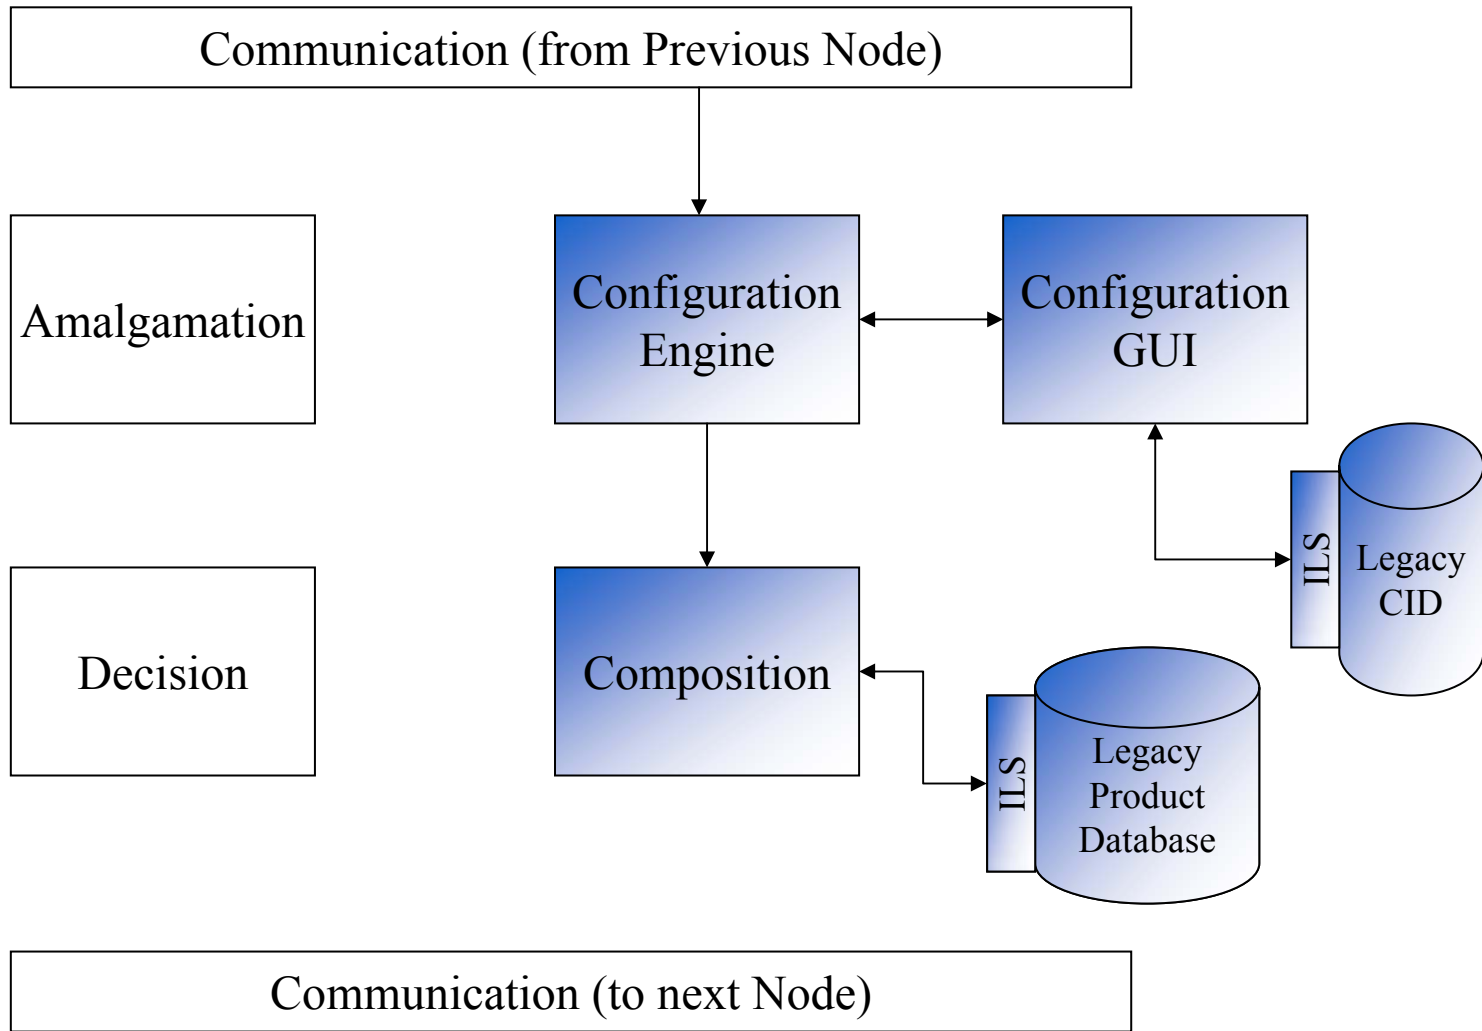 Communication (from Previous Node)
Amalgamation
Configuration
Engine
Configuration
GUI
ILS
Legacy
CID
Decision
Composition
ILS
Legacy
Product
Database
Communication (to next Node)